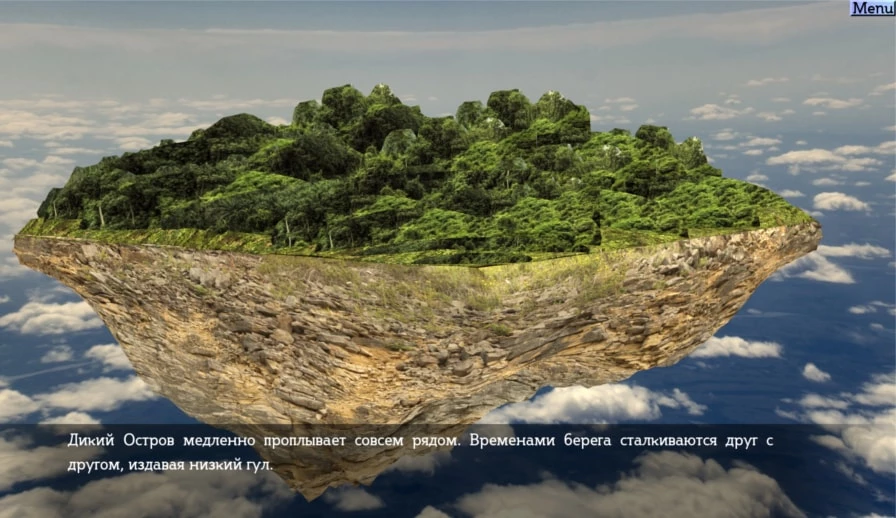 Menu
Дикий Остров медленно проплывает совсем рядом. Временами берега сталкиваются друг с
другом, издавая низкий гул.